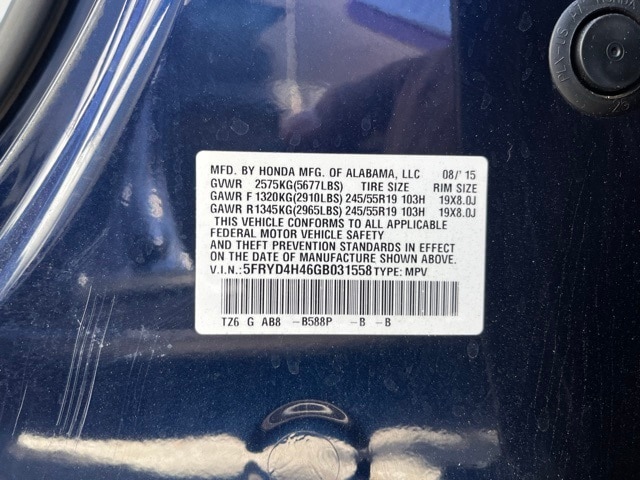 MFD. BY HONDA MFG. OF ALABAMA, LLC 08/'15
GVWR 2575KG(5677LBS) TIRE SIZE RIM SIZE
GAWR F 1320KG(2910LBS) 245/55R19 103H 19X8.0J
GAWR R1345KG(2965LBS) 245/55R19 103H 19X8.0J
THIS VEHICLE CONFORMS TO ALL APPLICABLE
FEDERAL MOTOR VEHICLE SAFETY
AND THEFT PREVENTION STANDARDS IN EFFECT
ON THE DATE OF MANUFACTURE SHOWN ABOVE.
V.I.N.: 5FRYD4H46GB031558 TYPE: MPV
TZ6 G AB8 -B588P -B -B